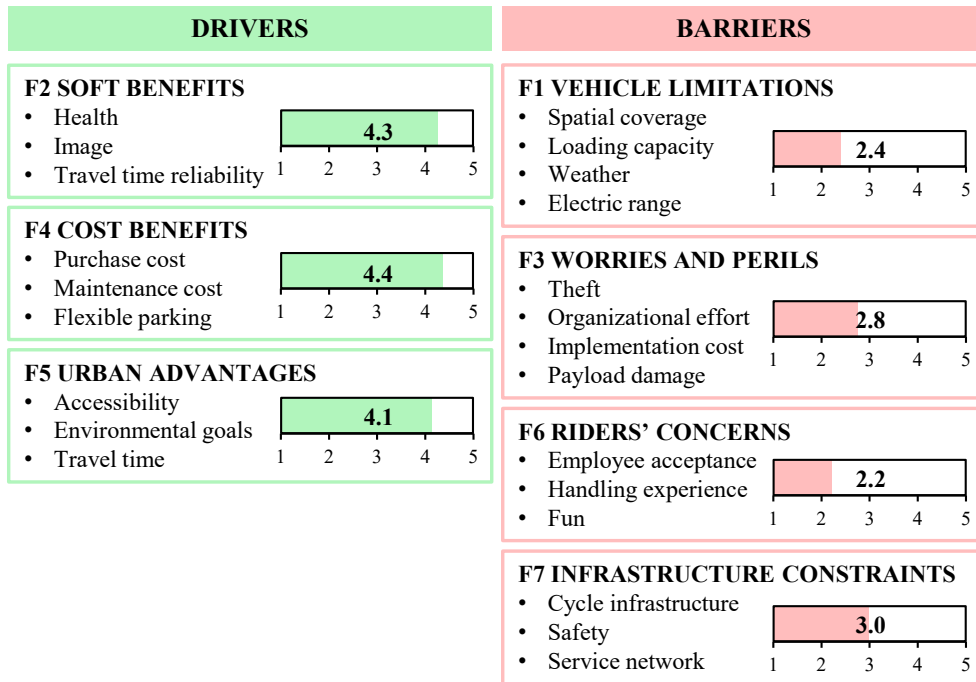 DRIVERS
F2 SOFT BENEFITS
• Health
• Image
• Travel time reliability
4.3
1 2 3 4 5
F4 COST BENEFITS
• Purchase cost
• Maintenance cost
• Flexible parking
4.4
1 2 3 4 5
F5 URBAN ADVANTAGES
• Accessibility
• Environmental goals
• Travel time
4.1
1 2 3 4 5
BARRIERS
F1 VEHICLE LIMITATIONS
• Spatial coverage
• Loading capacity
• Weather
• Electric range
2.4
1 2 3 4 5
F3 WORRIES AND PERILS
• Theft
• Organizational effort
• Implementation cost
• Payload damage
2.8
1 2 3 4 5
F6 RIDERS’ CONCERNS
• Employee acceptance
• Handling experience
• Fun
2.2
1 2 3 4 5
F7 INFRASTRUCTURE CONSTRAINTS
• Cycle infrastructure
• Safety
• Service network
3.0
1 2 3 4 5